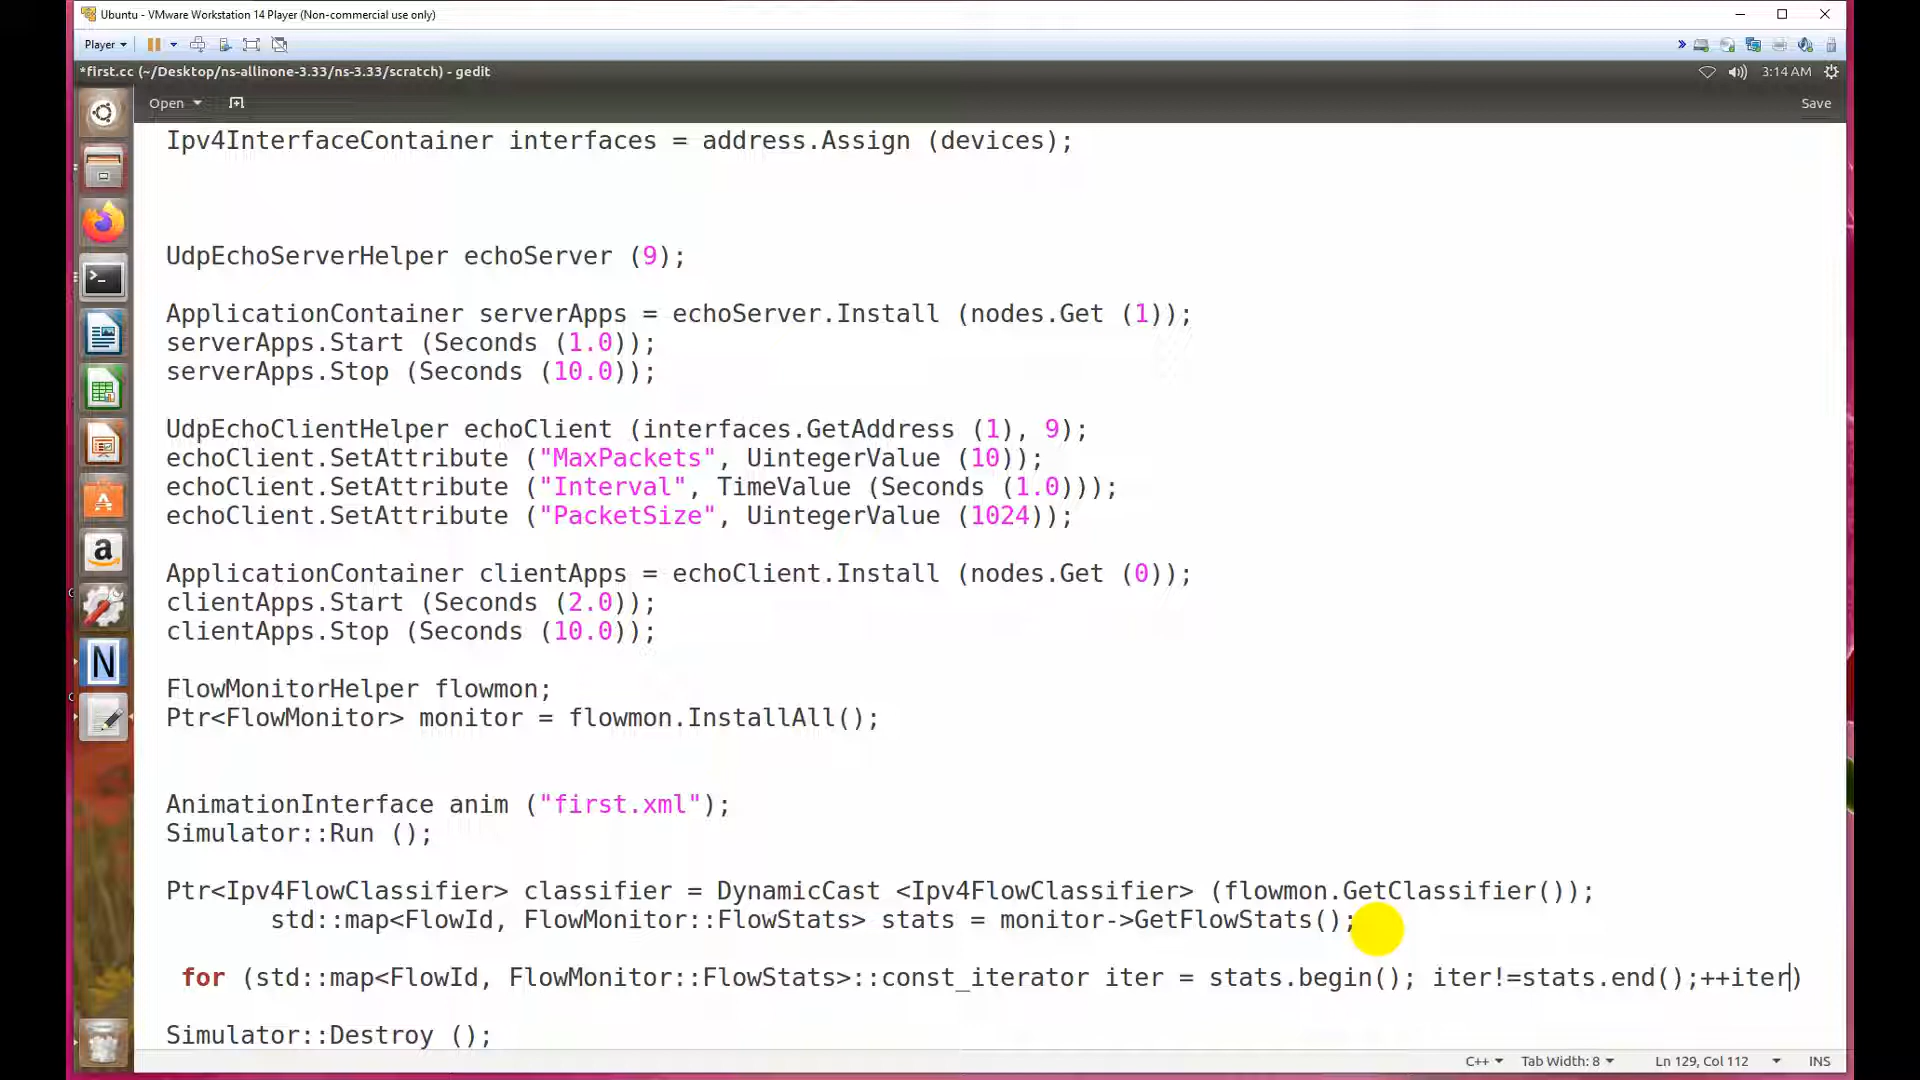 Ubuntu - VMware Workstation 14 Player (Non-commercial use only)
Player
*first.cc (~/Desktop/ns-allinone-3.33/ns-3.33/scratch) - gedit
3:14 AM
Open
Save
Ipv4InterfaceContainer interfaces = address.Assign (devices);
UdpEchoServerHelper echoServer (9);
ApplicationContainer serverApps = echoServer.Install (nodes.Get (1));
serverApps.Start (Seconds (1.0));
serverApps.Stop (Seconds (10.0));
UdpEchoClientHelper echoClient (interfaces.GetAddress (1), 9);
echoClient.SetAttribute ("MaxPackets", UintegerValue (10));
echoClient.SetAttribute ("Interval", TimeValue (Seconds (1.0)));
echoClient.SetAttribute ("PacketSize", UintegerValue (1024));
ApplicationContainer clientApps = echoClient.Install (nodes.Get (0));
clientApps.Start (Seconds (2.0));
clientApps.Stop (Seconds (10.0));
FlowMonitorHelper flowmon;
Ptr<FlowMonitor> monitor = flowmon.InstallAll();
AnimationInterface anim ("first.xml");
Simulator::Run ();
Ptr<Ipv4FlowClassifier> classifier = DynamicCast <Ipv4FlowClassifier> (flowmon.GetClassifier());
std::map<FlowId, FlowMonitor::FlowStats> stats = monitor->GetFlowStats();
for (std::map<FlowId, FlowMonitor::FlowStats>::const_iterator iter = stats.begin(); iter!=stats.end();++iter)
Simulator::Destroy ();
C++ Tab Width: 8 Ln 129, Col 112 INS